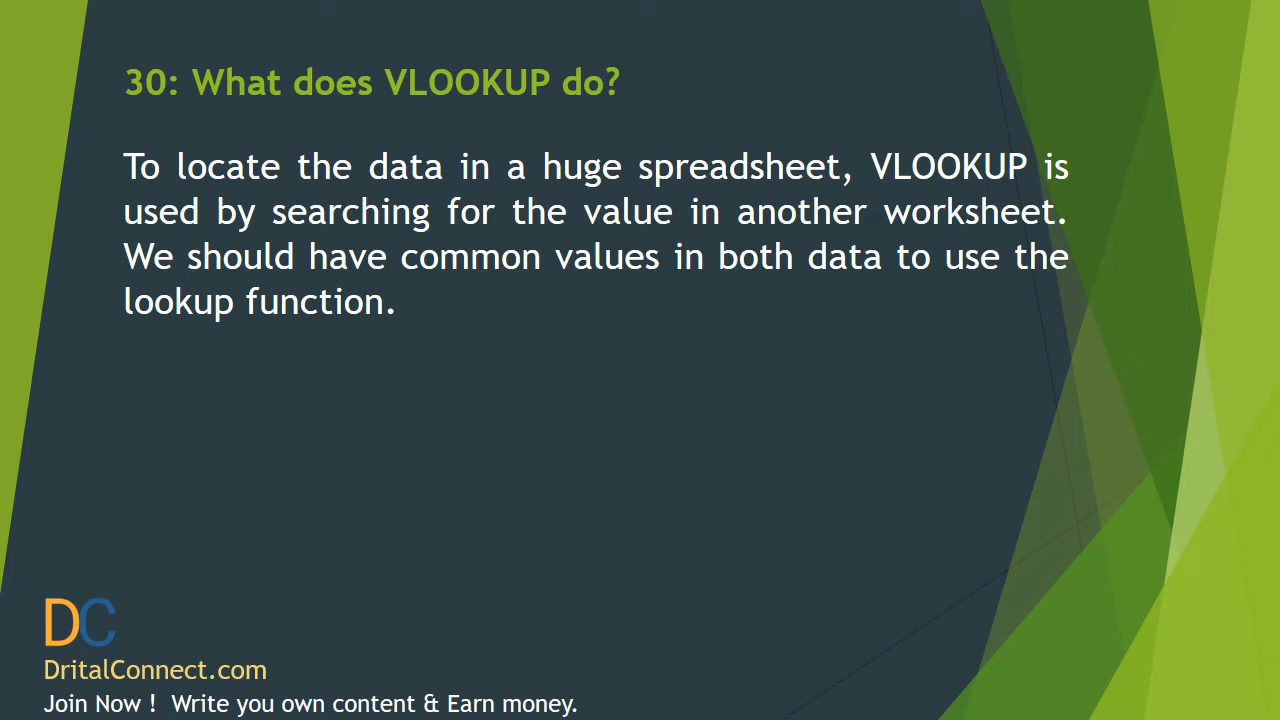 30: What does VLOOKUP do?
To locate the data in a huge spreadsheet, VLOOKUP is
used by searching for the value in another worksheet.
We should have common values in both data to use the
lookup function.
DC
DritalConnect.com
Join Now ! Write you own content & Earn money.